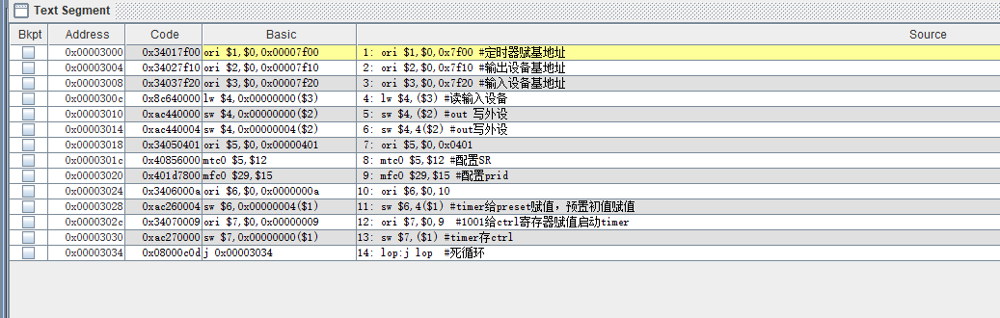 Text Segment
Bkpt Address Code Basic Source
0x00003000 0x34017f00 ori $1,$0,0x00007f00 1: ori $1,$0,0x7f00 #定时器赋基地址
0x00003004 0x34027f10 ori $2,$0,0x00007f10 2: ori $2,$0,0x7f10 #输出设备基地址
0x00003008 0x34037f20 ori $3,$0,0x00007f20 3: ori $3,$0,0x7f20 #输入设备基地址
0x0000300c 0x8c640000 lw $4,0x00000000($3) 4: lw $4,($3) #读输入设备
0x00003010 0xac440000 sw $4,0x00000000($2) 5: sw $4,($2) #out 写外设
0x00003014 0xac440004 sw $4,0x00000004($2) 6: sw $4,4($2) #out写外设
0x00003018 0x34050401 ori $5,$0,0x00000401 7: ori $5,$0,0x0401
0x0000301c 0x40856000 mtc0 $5,$12 8: mtc0 $5,$12 #配置SR
0x00003020 0x401d7800 mfc0 $29,$15 9: mfc0 $29,$15 #配置prid
0x00003024 0x3406000a ori $6,$0,0x0000000a 10: ori $6,$0,10
0x00003028 0xac260004 sw $6,0x00000004($1) 11: sw $6,4($1) #timer给preset赋值，预置初值赋值
0x0000302c 0x34070009 ori $7,$0,0x00000009 12: ori $7,$0,9 #1001给ctrl寄存器赋值启动timer
0x00003030 0xac270000 sw $7,0x00000000($1) 13: sw $7,($1) #timer存ctrl
0x00003034 0x08000c0d j 0x00003034 14: lop:j lop #死循环